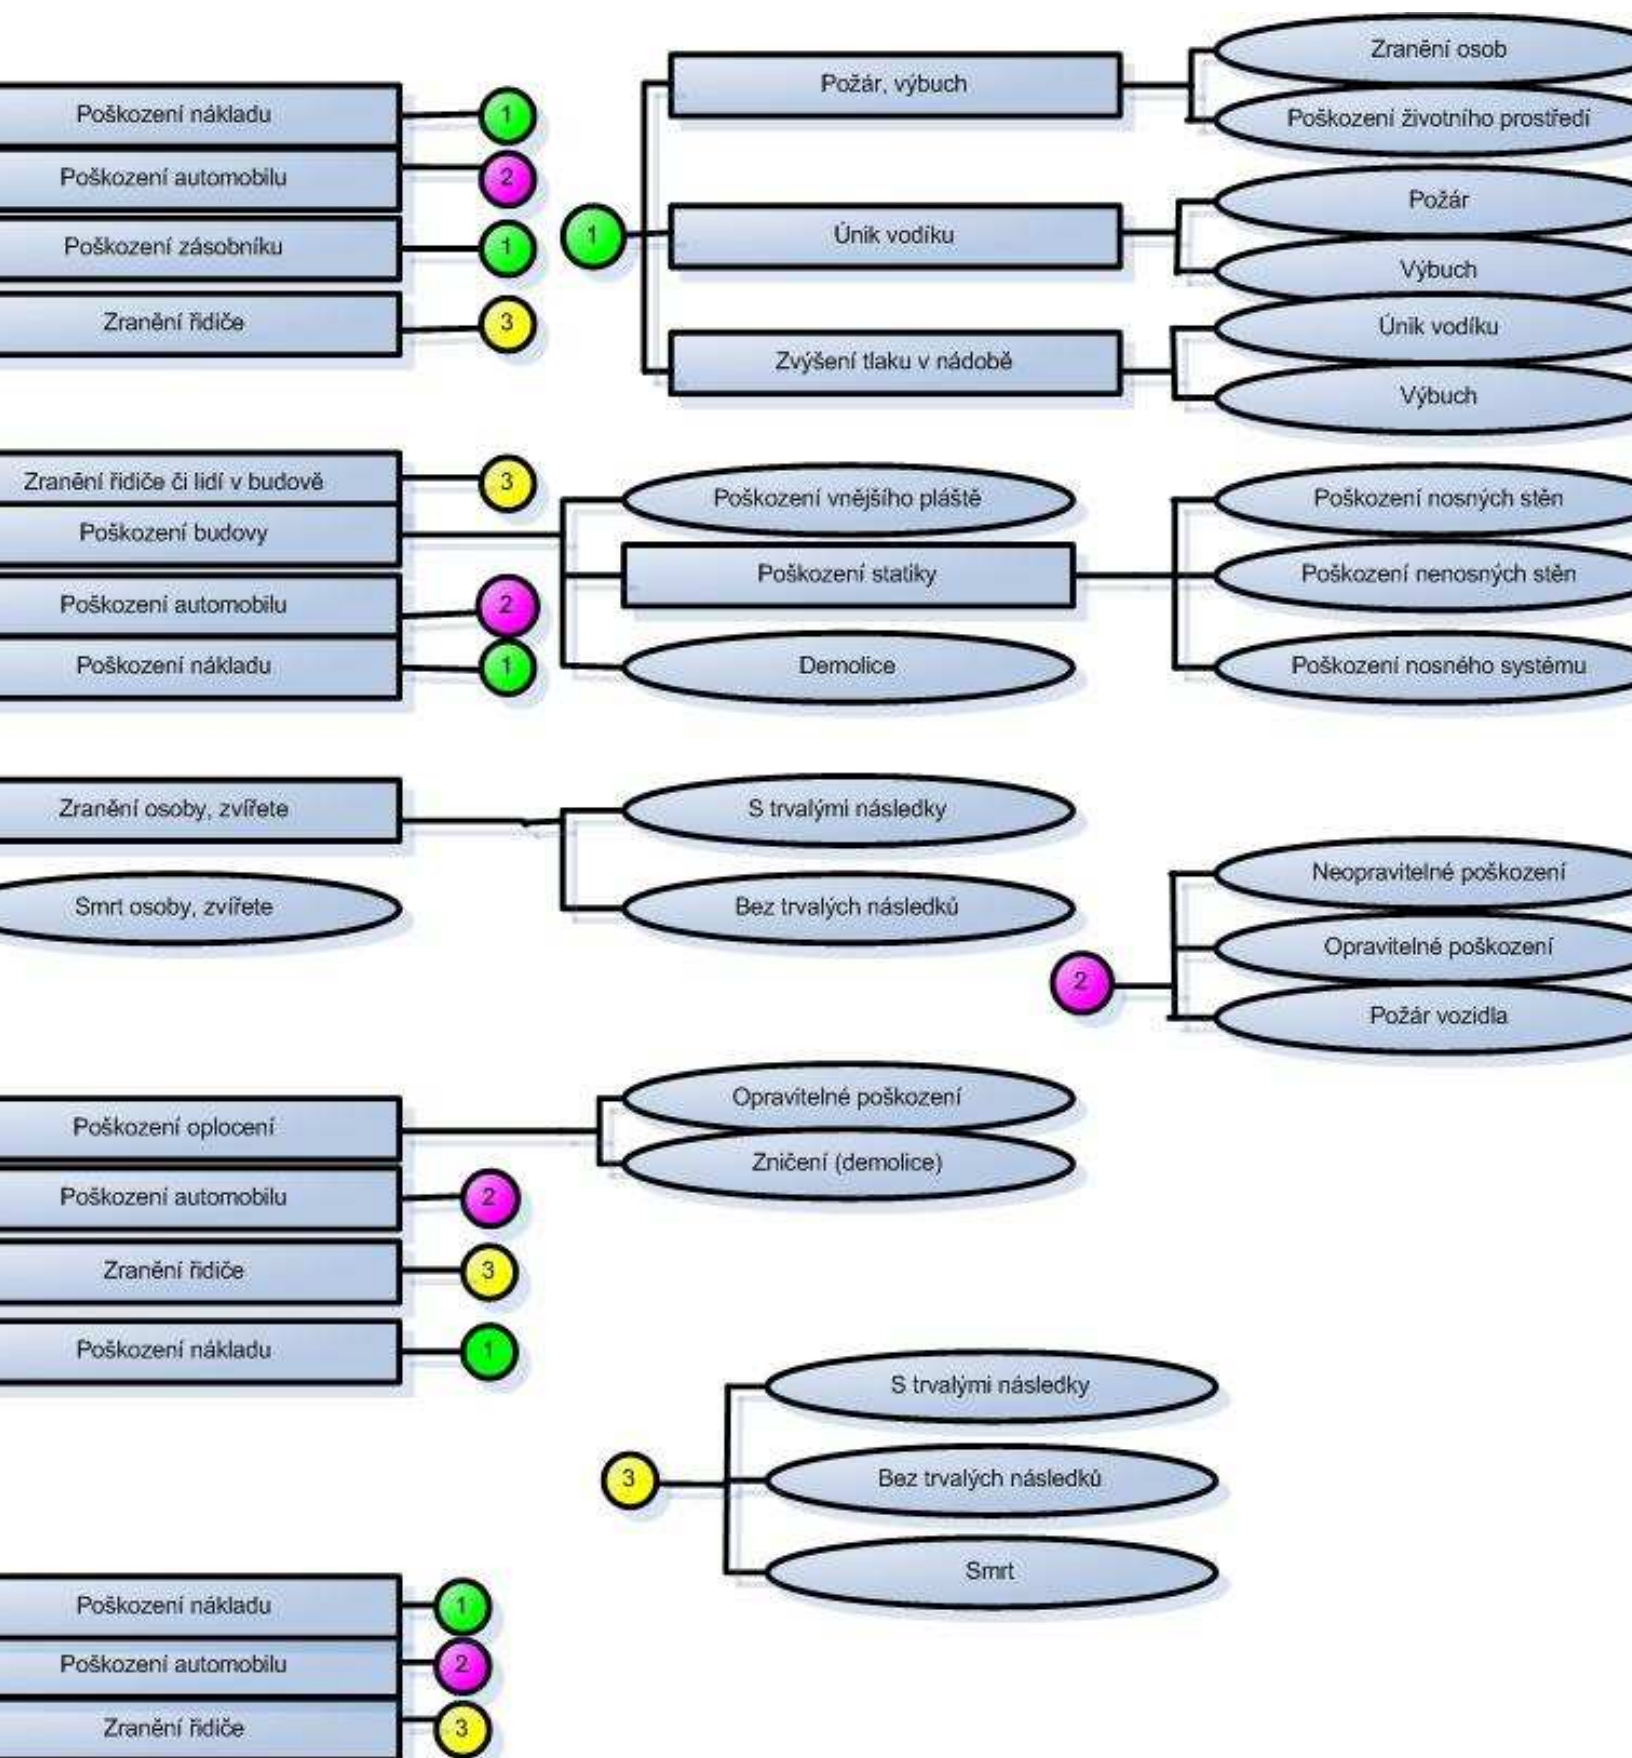 Poškození nákladu
1
Poškození automobilu
2
Poškození zásobníku
1
Zranění řidiče
3
1
Požár, výbuch
Zranění osob
Poškození životního prostředí
Únik vodíku
Požár
Výbuch
Zvýšení tlaku v nádobě
Únik vodíku
Výbuch
Zranění řidiče či lidí v budově
3
Poškození budovy
Poškození automobilu
2
Poškození nákladu
1
Poškození vnějšího pláště
Poškození statiky
Demolice
Poškození nosných stěn
Poškození nenosných stěn
Poškození nosného systému
Zranění osoby, zvířete
Smrt osoby, zvířete
S trvalými následky
Bez trvalých následků
2
Neopravitelné poškození
Opravitelné poškození
Požár vozidla
Poškození oplocení
Opravitelné poškození
Zničení (demolice)
Poškození automobilu
2
Zranění řidiče
3
Poškození nákladu
1
3
S trvalými následky
Bez trvalých následků
Smrt
Poškození nákladu
1
Poškození automobilu
2
Zranění řidiče
3